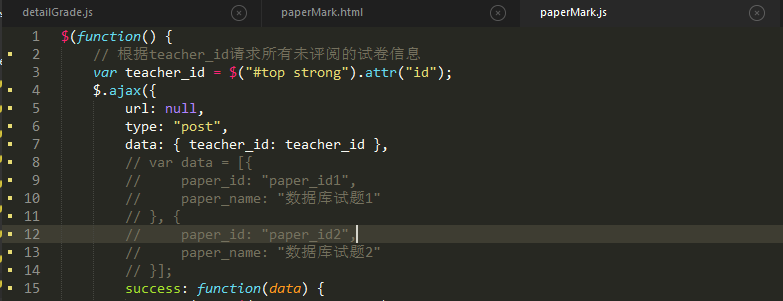 detailGrade.js
paperMark.html
paperMark.js
1 $(function() {
2 // 根据teacher_id请求所有未评阅的试卷信息
3 var teacher_id = $("#top strong").attr("id");
4 $.ajax({
5 url: null,
6 type: "post",
7 data: { teacher_id: teacher_id },
8 // var data = [{
9 // paper_id: "paper_id1",
10 // paper_name: "数据库试题1"
11 // }, {
12 // paper_id: "paper_id2",
13 // paper_name: "数据库试题2"
14 // }];
15 success: function(data) {